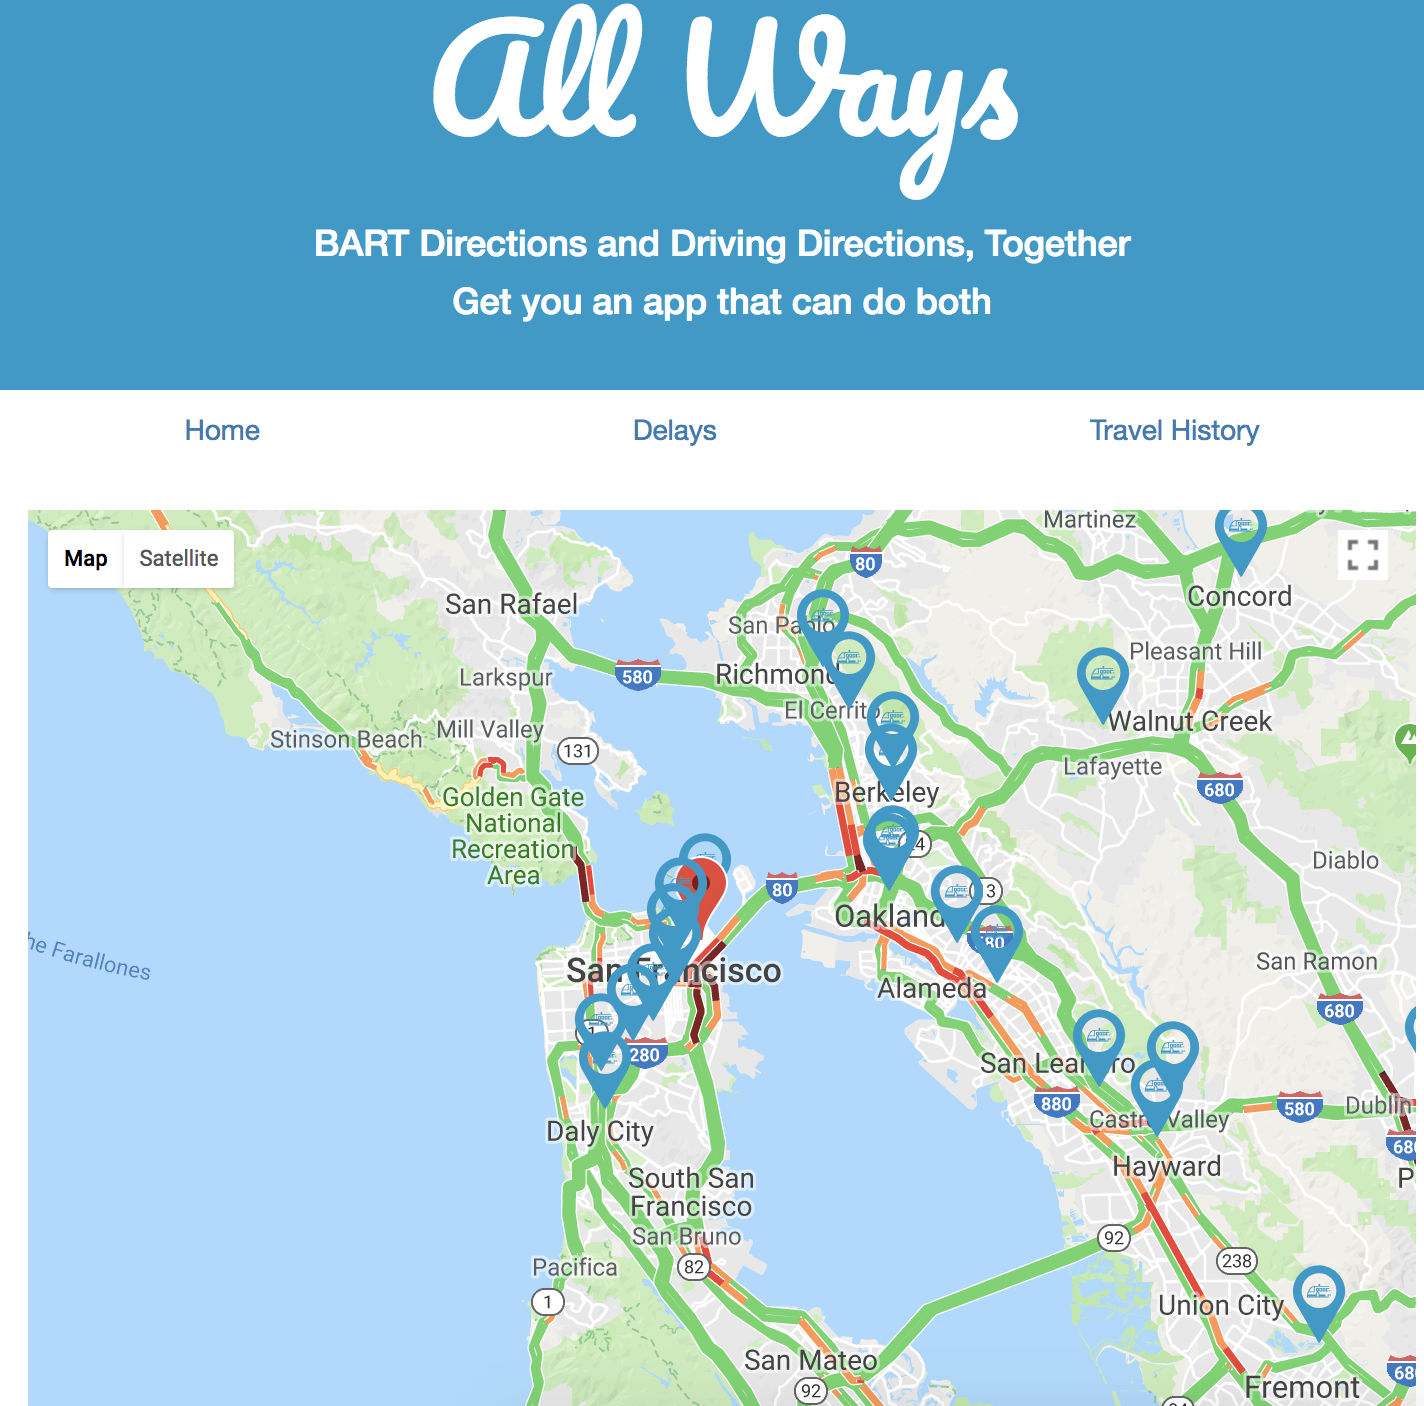 All Ways
BART Directions and Driving Directions, Together
Get you an app that can do both
Home
Delays
Travel History
Map
Satellite
Martinez
80
San Rafael
Concord
San Pablo
Pleasant Hill
Larkspur
580
Richmond
El Cerrito
Walnut Creek
Stinson Beach
Mill Valley
131
Lafayette
680
Berkeley
Golden Gate
National
Recreation
Area
Diablo
80
13
Oakland
he Farallones
San Francisco
San Ramon
Alameda
680
280
San Leandro
880
Castro Valley
580
Dublin
680
Daly City
Hayward
South San
Francisco
San Bruno
92
Pacifica
82
238
1
Union City
San Mateo
92
Fremont
680